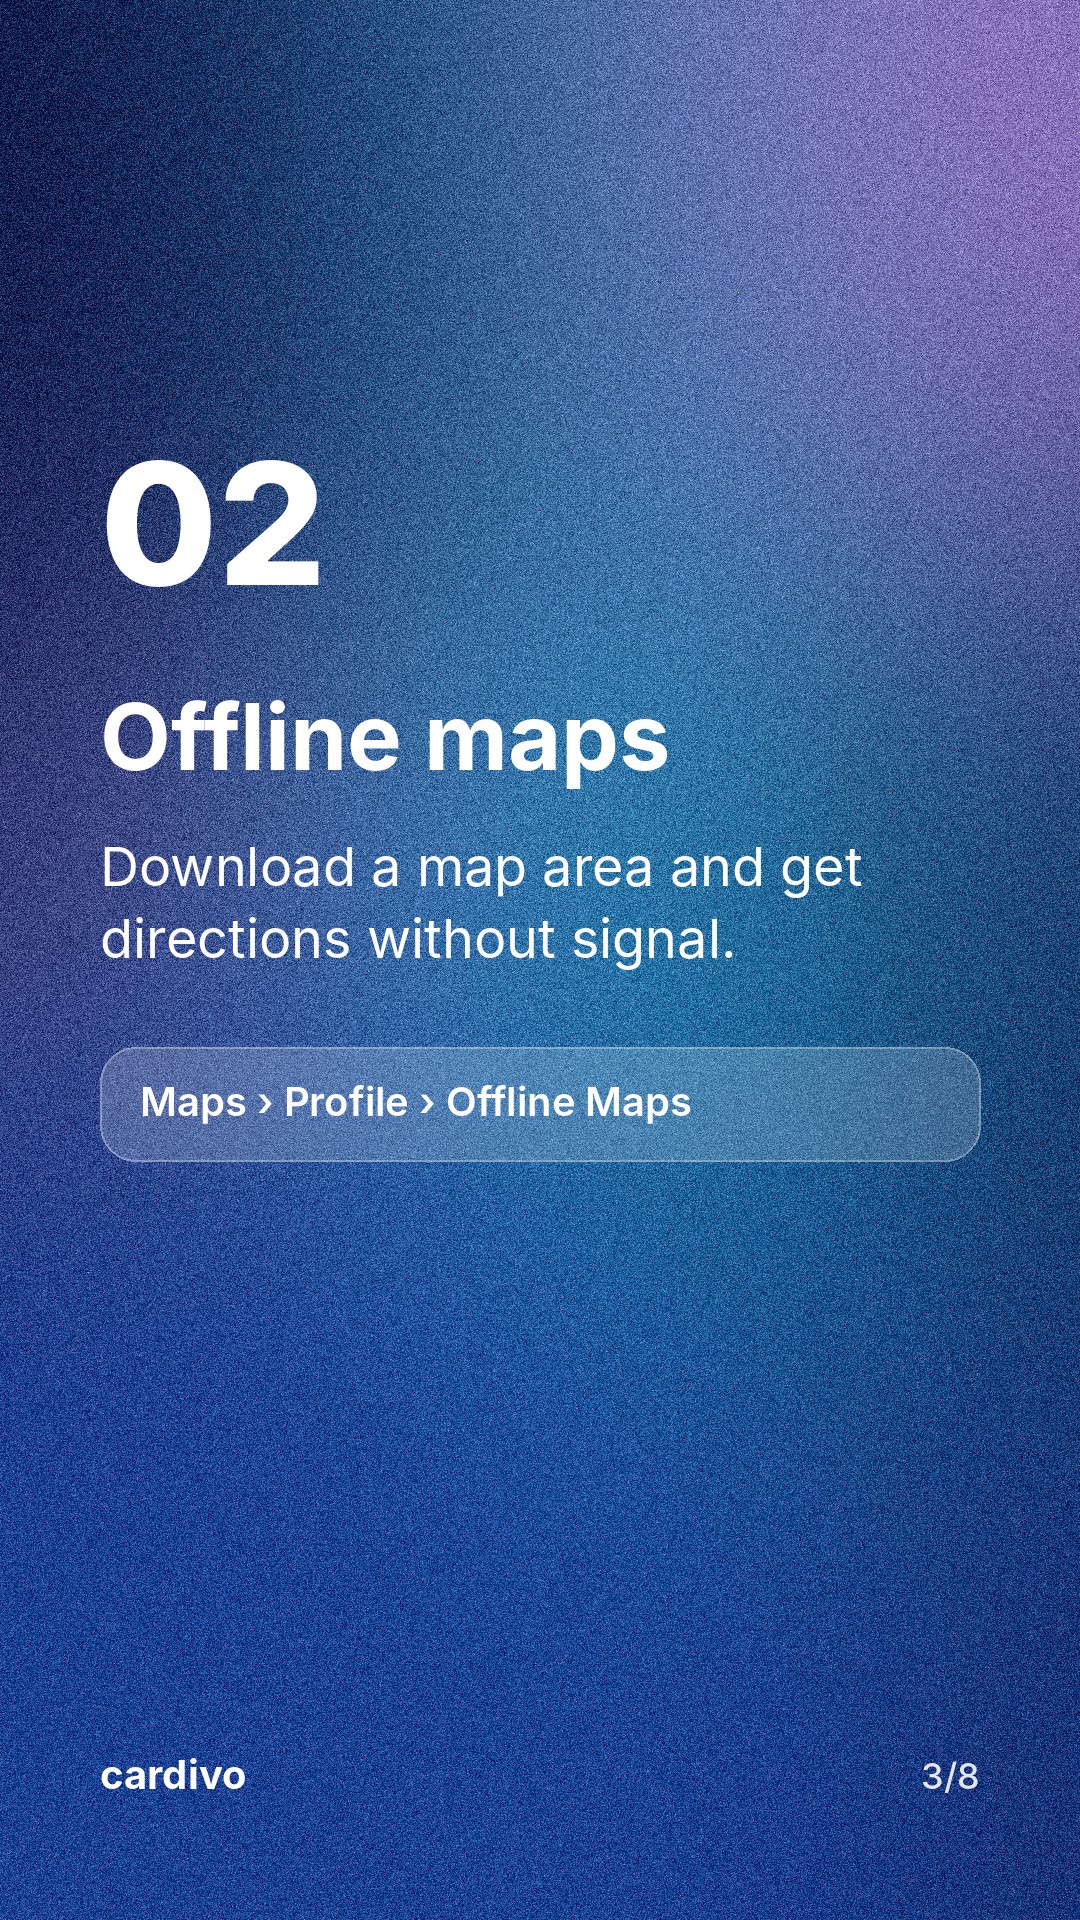 02
Offline maps
Download a map area and get
directions without signal.
Maps › Profile › Offline Maps
cardivo
3/8